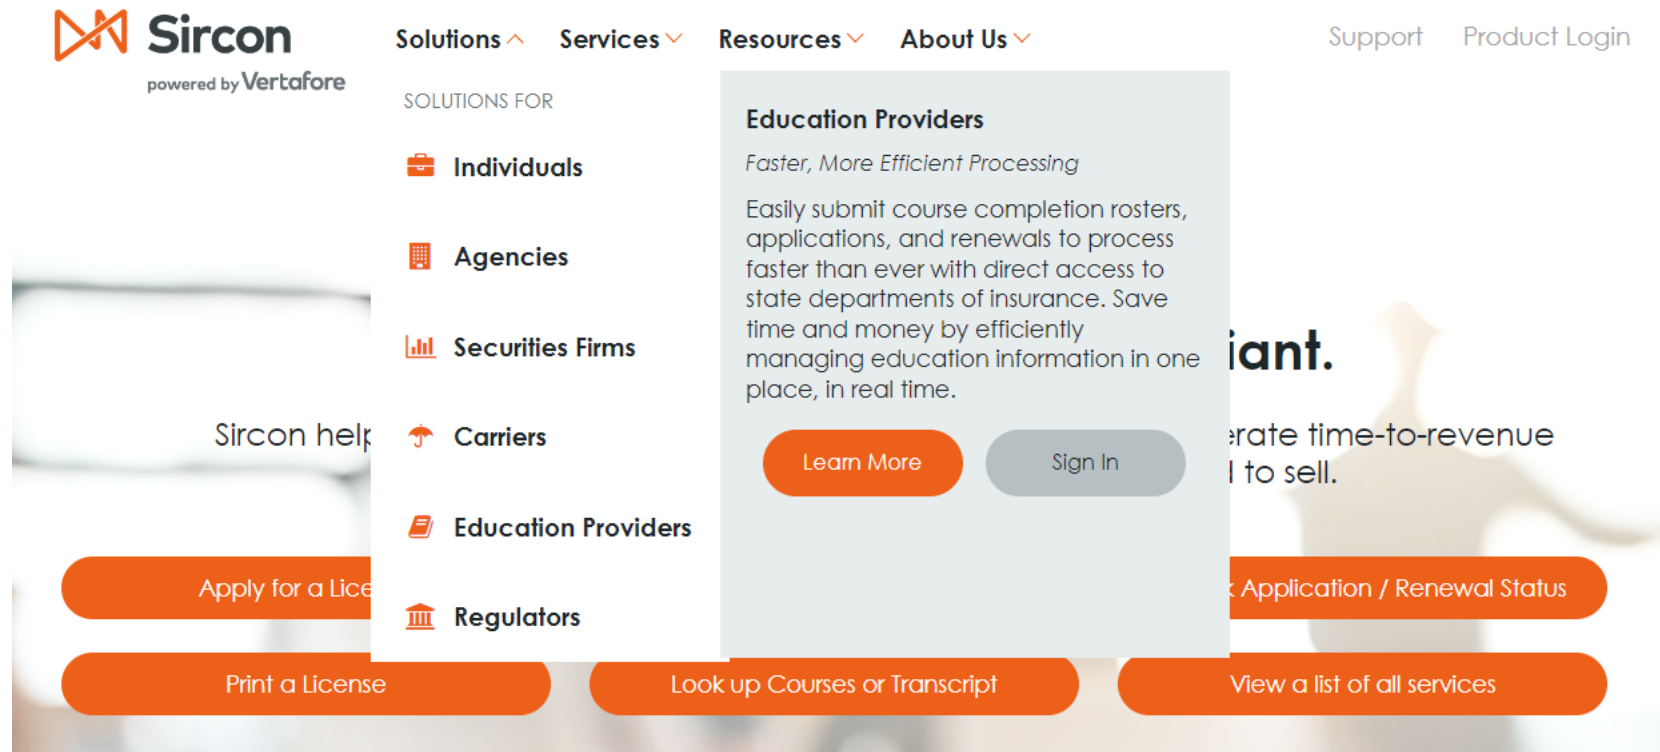 Sircon
powered by Vertafore
Solutions
Services
Resources
About Us
Support
Product Login
SOLUTIONS FOR
Individuals
Agencies
Securities Firms
Carriers
Education Providers
Regulators
Education Providers
Faster, More Efficient Processing
Easily submit course completion rosters,
applications, and renewals to process
faster than ever with direct access to
state departments of insurance. Save
time and money by efficiently
managing education information in one
place, in real time.
Learn More
Sign In
iant.
Sircon help
erate time-to-revenue
to sell.
Apply for a Lice
Application / Renewal Status
Print a License
Look up Courses or Transcript
View a list of all services